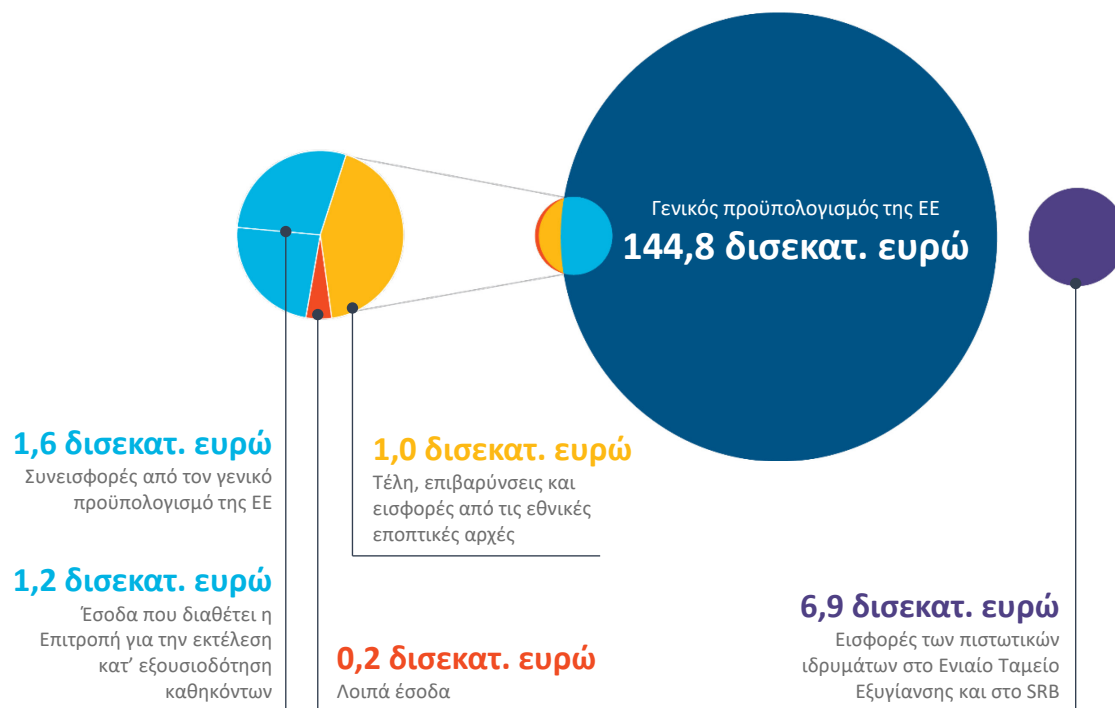 Γενικός προϋπολογισμός της ΕΕ
144,8 δισεκατ. ευρώ
1,6 δισεκατ. ευρώ
Συνεισφορές από τον γενικό
προϋπολογισμό της ΕΕ
1,0 δισεκατ. ευρώ
Τέλη, επιβαρύνσεις και
εισφορές από τις εθνικές
εποπτικές αρχές
1,2 δισεκατ. ευρώ
Έσοδα που διαθέτει η
Επιτροπή για την εκτέλεση
κατ’ εξουσιοδότηση
καθηκόντων
0,2 δισεκατ. ευρώ
Λοιπά έσοδα
6,9 δισεκατ. ευρώ
Εισφορές των πιστωτικών
ιδρυμάτων στο Ενιαίο Ταμείο
Εξυγίανσης και στο SRB